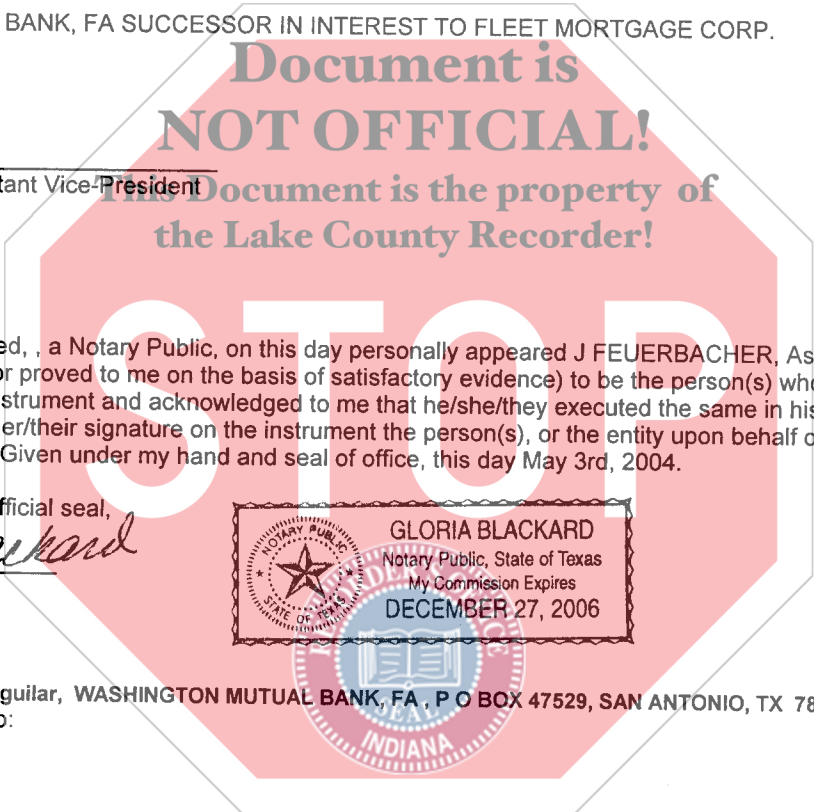 BANK, FA SUCCESSOR IN INTEREST TO FLEET MORTGAGE CORP.
Document is
NOT OFFICIAL!
tant Vice-President
This Document is the property of
the Lake County Recorder!
STOP
ed, , a Notary Public, on this day personally appeared J FEUERBACHER, As
or proved to me on the basis of satisfactory evidence) to be the person(s) who
strument and acknowledged to me that he/she/they executed the same in his
er/their signature on the instrument the person(s), or the entity upon behalf o
Given under my hand and seal of office, this day May 3rd, 2004.
fficial seal,
ckard
NOTARY PUBLIC
STATE OF TEXAS
GLORIA BLACKARD
Notary Public, State of Texas
My Commission Expires
DECEMBER 27, 2006
RECORDER'S OFFICE
SEAL
INDIANA
guilar, WASHINGTON MUTUAL BANK, FA , P O BOX 47529, SAN ANTONIO, TX 78
o: